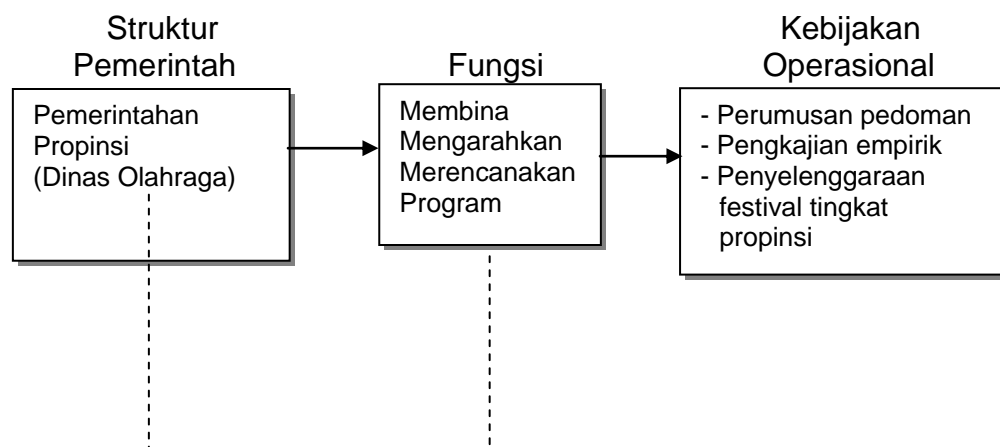 Struktur
Pemerintah
Fungsi
Kebijakan
Operasional
Pemerintahan
Propinsi
(Dinas Olahraga)
Membina
Mengarahkan
Merencanakan
Program
- Perumusan pedoman
- Pengkajian empirik
- Penyelenggaraan
festival tingkat
propinsi